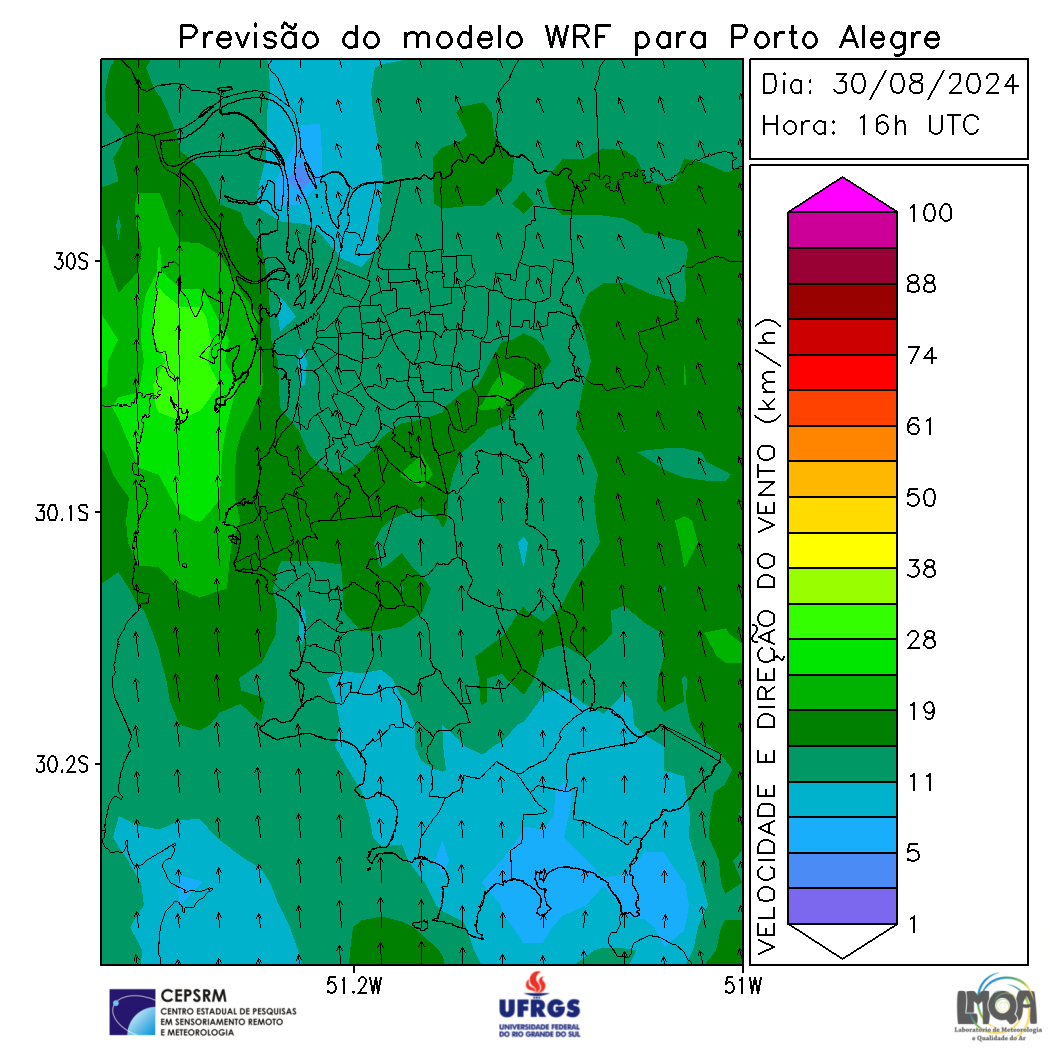 Previsão do modelo WRF para Porto Alegre
Dia: 30/08/2024
Hora: 16h UTC
30S
30.1S
30.2S
51.2W
51W
VELOCIDADE E DIREÇÃO DO VENTO (km/h)
100
88
74
61
50
38
28
19
11
5
1
CEPSRM
CENTRO ESTADUAL DE PESQUISAS
EM SENSORIAMENTO REMOTO
E METEOROLOGIA
UFRGS
UNIVERSIDADE FEDERAL
DO RIO GRANDE DO SUL
LMQA
Laboratório de Meteorologia
e Qualidade do Ar